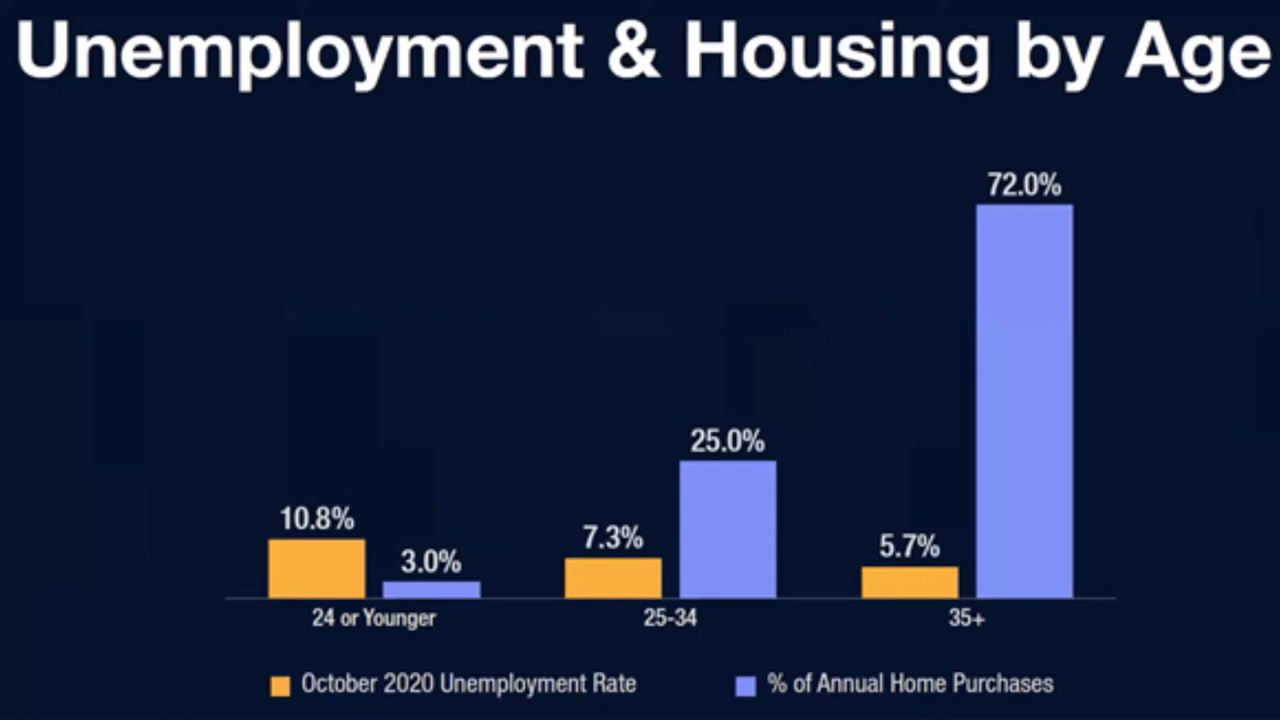 Unemployment & Housing by Age
72.0%
25.0%
10.8%
7.3%
5.7%
3.0%
24 or Younger
25-34
35+
October 2020 Unemployment Rate
% of Annual Home Purchases